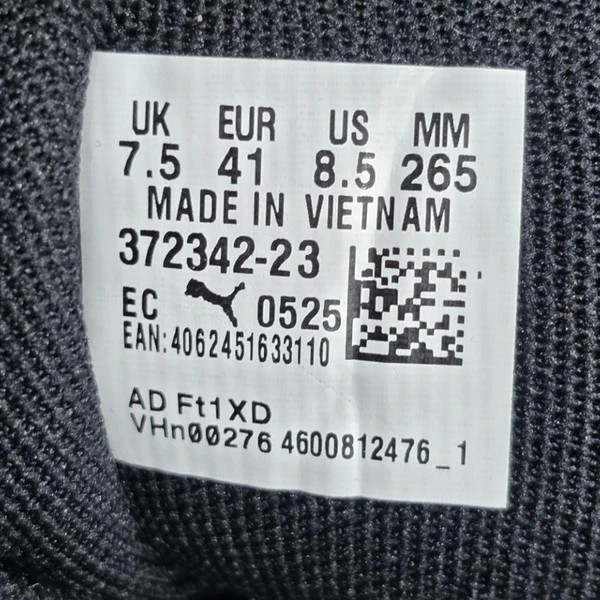 UK EUR US MM
7.5 41 8.5 265
MADE IN VIETNAM
372342-23
EC 0525
EAN:4062451633110
AD Ft1XD
VHn00276 4600812476_1